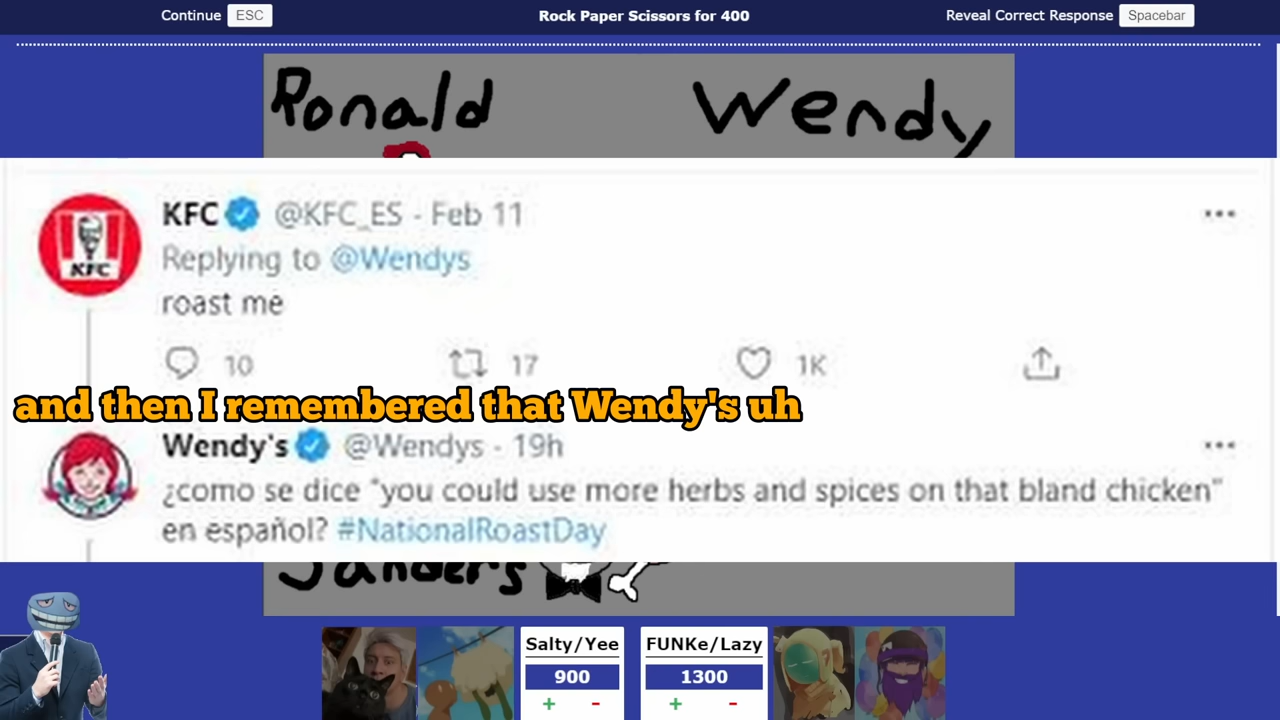 Continue ESC Rock Paper Scissors for 400 Reveal Correct Response Spacebar
Ronald Wendy
KFC @KFC_ES - Feb 11
Replying to @Wendys
roast me
10 17 1K
and then I remembered that Wendy's uh
Wendy's @Wendys - 19h
¿como se dice "you could use more herbs and spices on that bland chicken"
en español? #NationalRoastDay
KFC
Sanders
Salty/Yee FUNKe/Lazy
900 1300
+ - + -